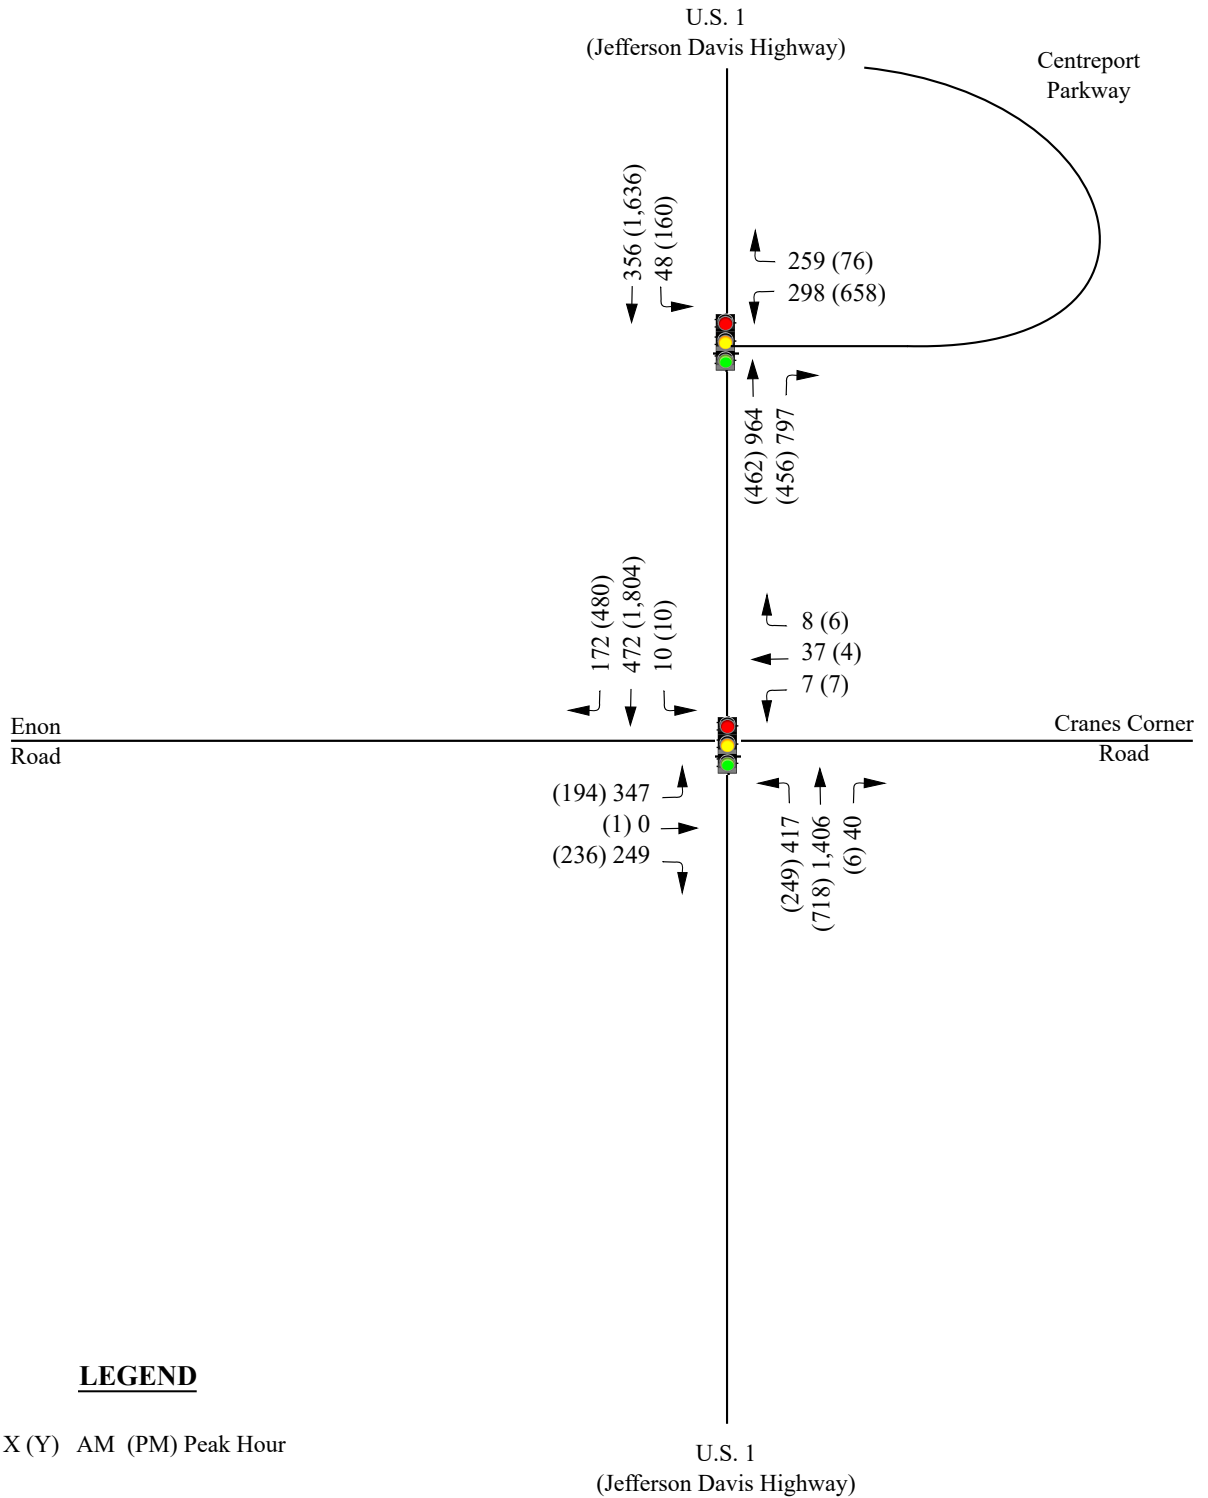 U.S. 1
(Jefferson Davis Highway)
Centreport
Parkway
356 (1,636)
48 (160)
259 (76)
298 (658)
(462) 964
(456) 797
172 (480)
472 (1,804)
10 (10)
8 (6)
37 (4)
7 (7)
Enon
Road
Cranes Corner
Road
(194) 347
(1) 0
(236) 249
(249) 417
(718) 1,406
(6) 40
LEGEND
X (Y) AM (PM) Peak Hour
U.S. 1
(Jefferson Davis Highway)